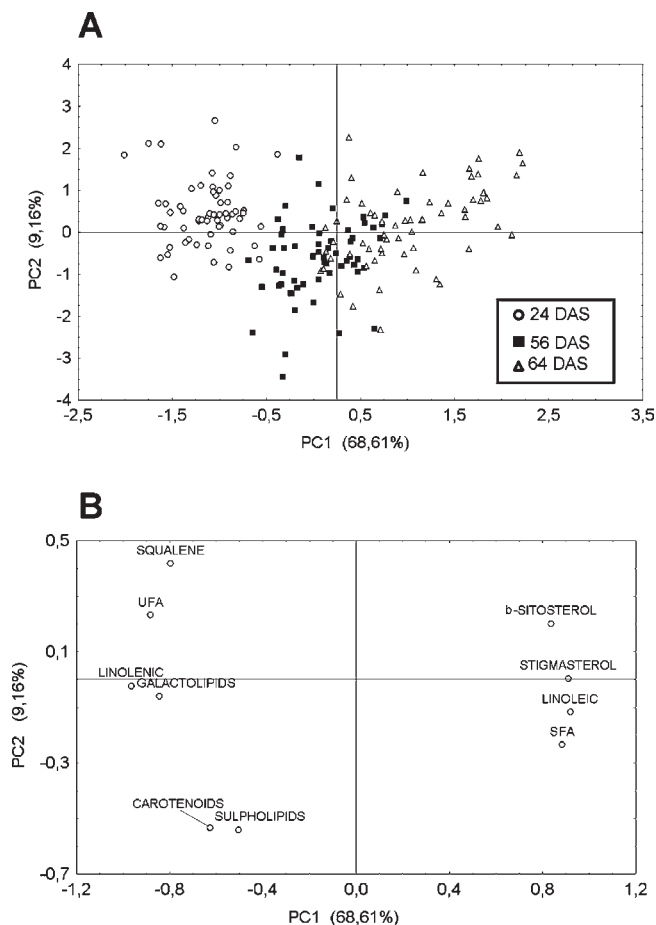 A
4
3
2
1
0
-1
-2
-3
-4
PC2 (9,16%)
24 DAS
56 DAS
64 DAS
-2,5 -1,5 -0,5 0,5 1,5 2,5 3,5
PC1 (68,61%)
B
0,5
0,1
-0,3
-0,7
PC2 (9,16%)
SQUALENE
UFA
b-SITOSTEROL
LINOLENIC
GALACTOLIPIDS
STIGMASTEROL
LINOLEIC
SFA
CAROTENOIDS
SULPHOLIPIDS
-1,2 -0,8 -0,4 0,0 0,4 0,8 1,2
PC1 (68,61%)